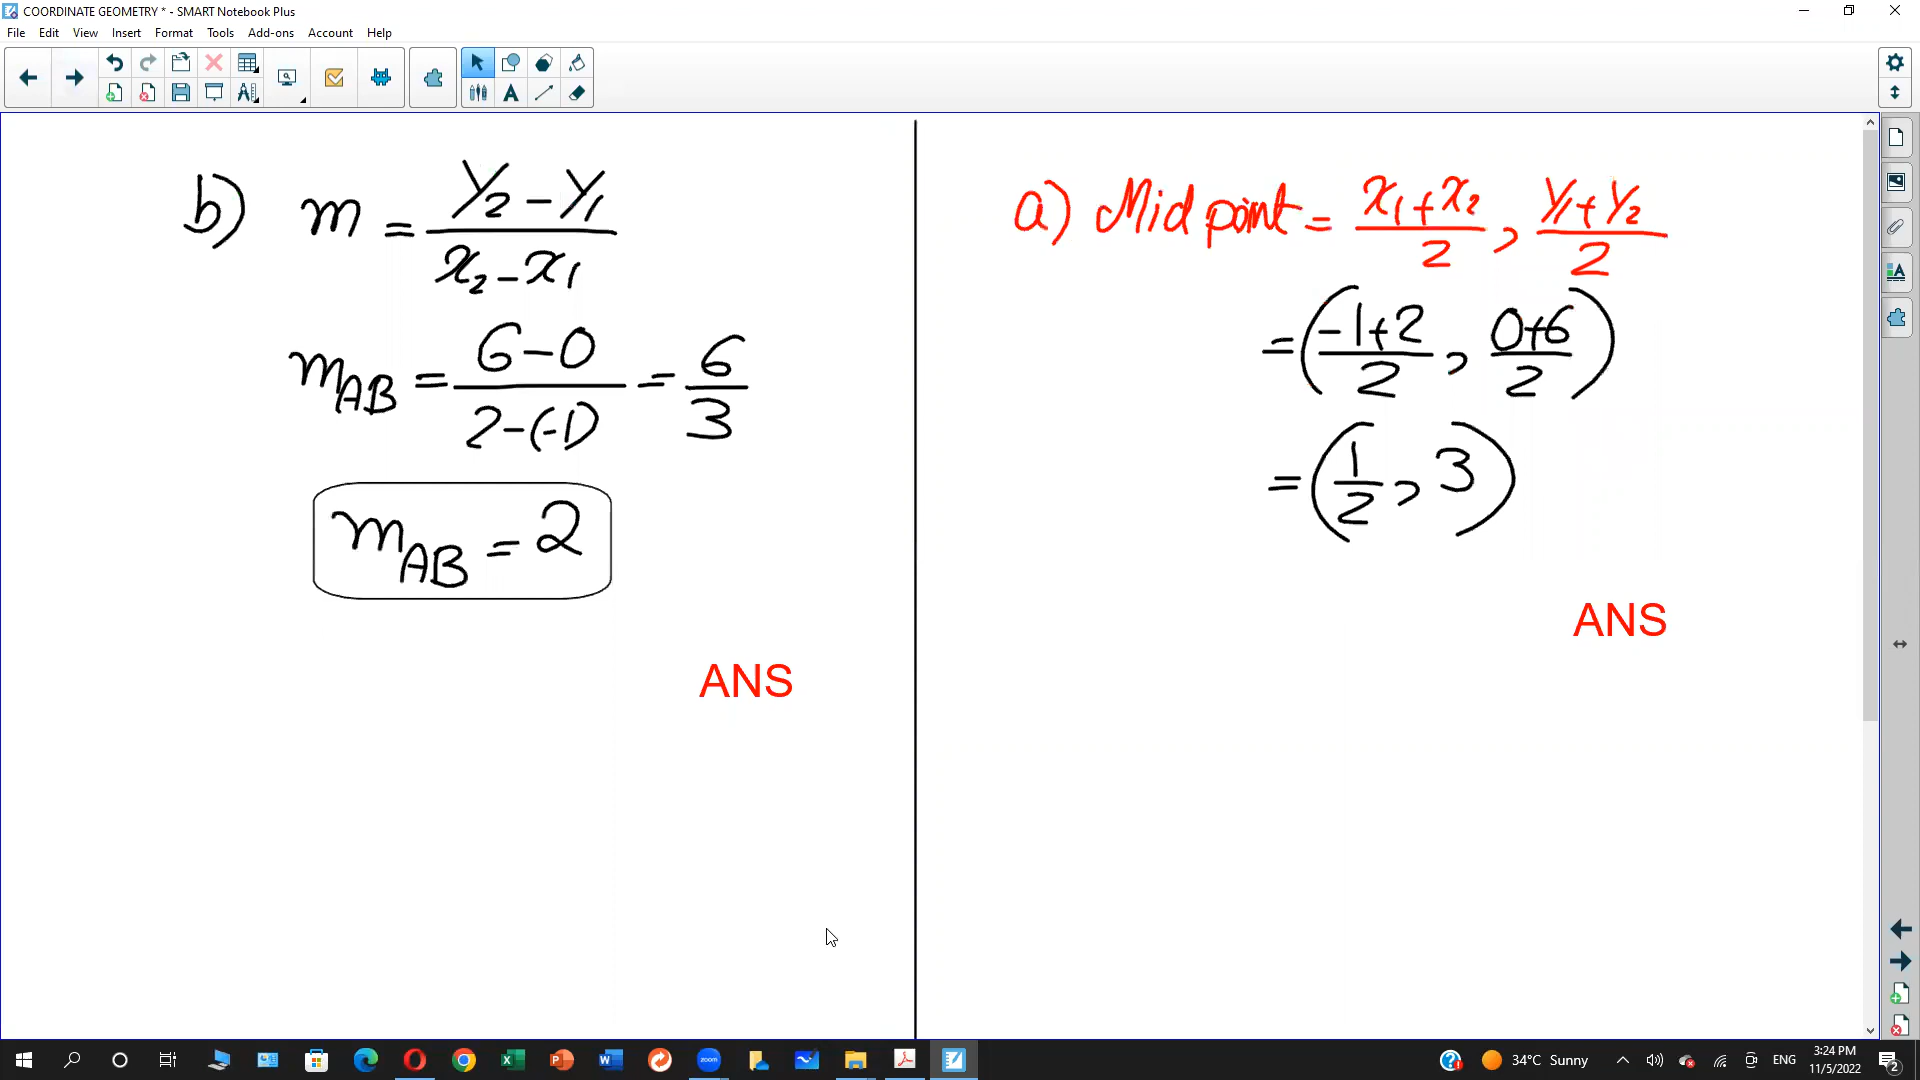 COORDINATE GEOMETRY * - SMART Notebook Plus
File Edit View Insert Format Tools Add-ons Account Help
b) m = y₂ - y₁ / x₂ - x₁
m_AB = 6 - 0 / 2 - (-1) = 6 / 3
m_AB = 2
ANS
a) Mid point = x₁ + x₂ / 2 , y₁ + y₂ / 2
= ( -1 + 2 / 2 , 0 + 6 / 2 )
= ( 1 / 2 , 3 )
ANS
zoom
34°C Sunny
ENG
3:24 PM
11/5/2022
2